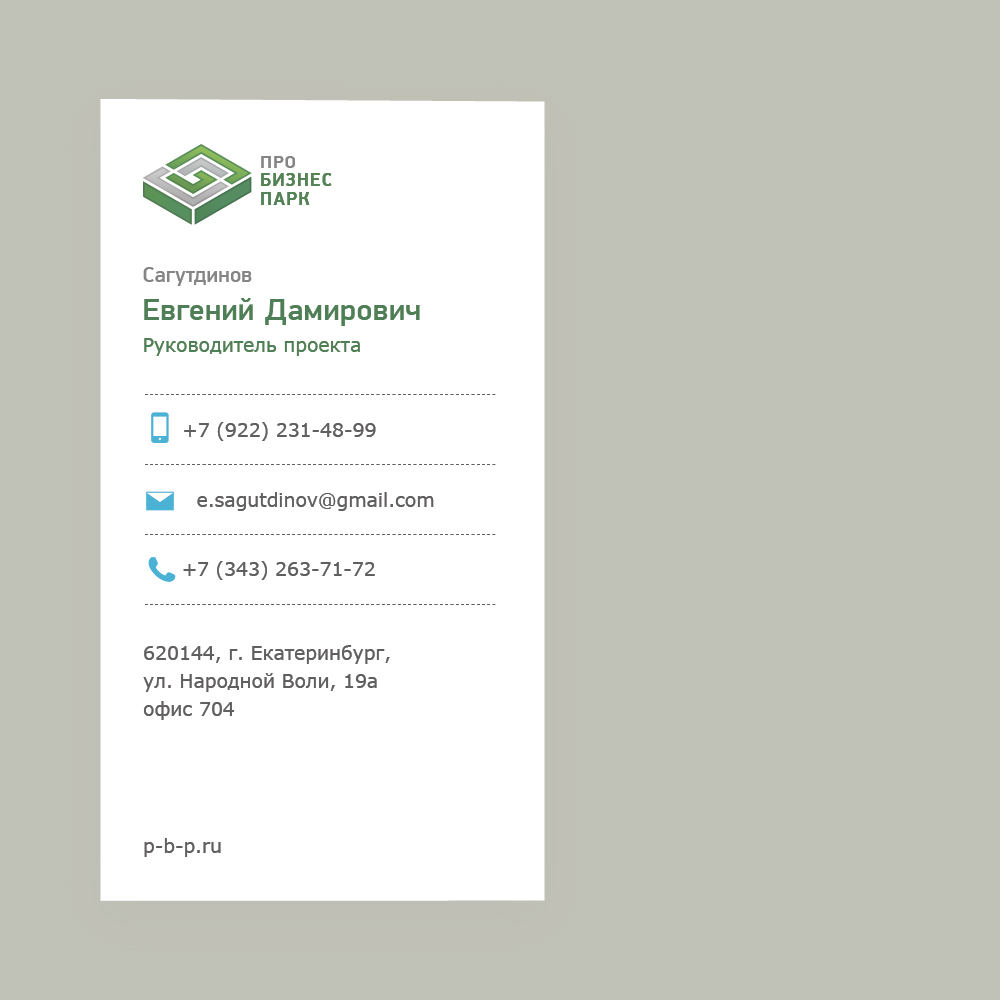 ПРО
БИЗНЕС
ПАРК
Сагутдинов
Евгений Дамирович
Руководитель проекта
+7 (922) 231-48-99
e.sagutdinov@gmail.com
+7 (343) 263-71-72
620144, г. Екатеринбург,
ул. Народной Воли, 19а
офис 704
p-b-p.ru